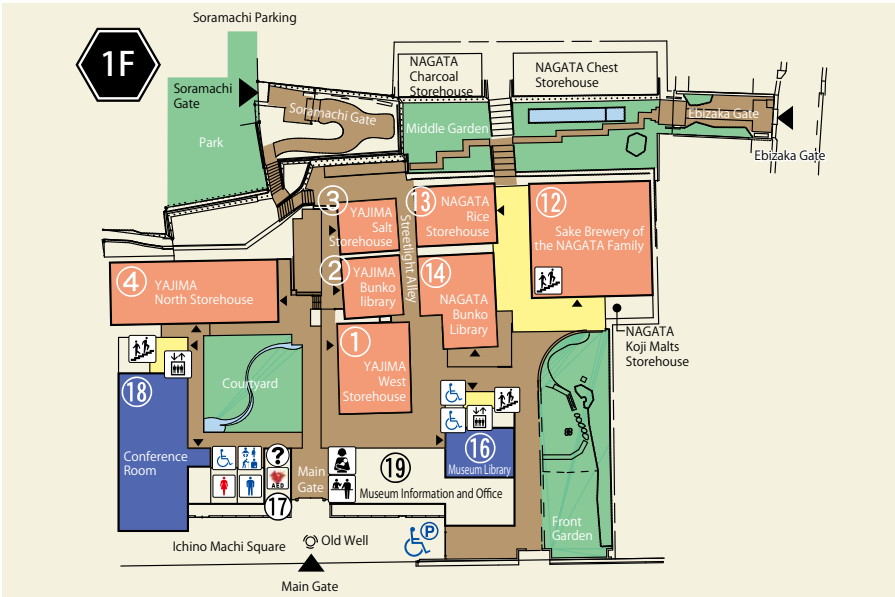 Soramachi Parking
1F
NAGATA
Charcoal
Storehouse
NAGATA Chest
Storehouse
Soramachi
Gate
Soramachi Gate
Park
Middle Garden
Ebizaka Gate
Ebizaka Gate
3
YAJIMA
Salt
Storehouse
13
NAGATA
Rice
Storehouse
12
Sake Brewery of
the NAGATA Family
Streetlight Alley
2
YAJIMA
Bunko
library
14
NAGATA
Bunko
Library
4
YAJIMA
North Storehouse
NAGATA
Koji Malts
Storehouse
1
YAJIMA
West
Storehouse
Courtyard
18
Conference
Room
?
AED
17
Main
Gate
19
Museum Information and Office
16
Museum Library
Front
Garden
Ichino Machi Square
Old Well
P
Main Gate